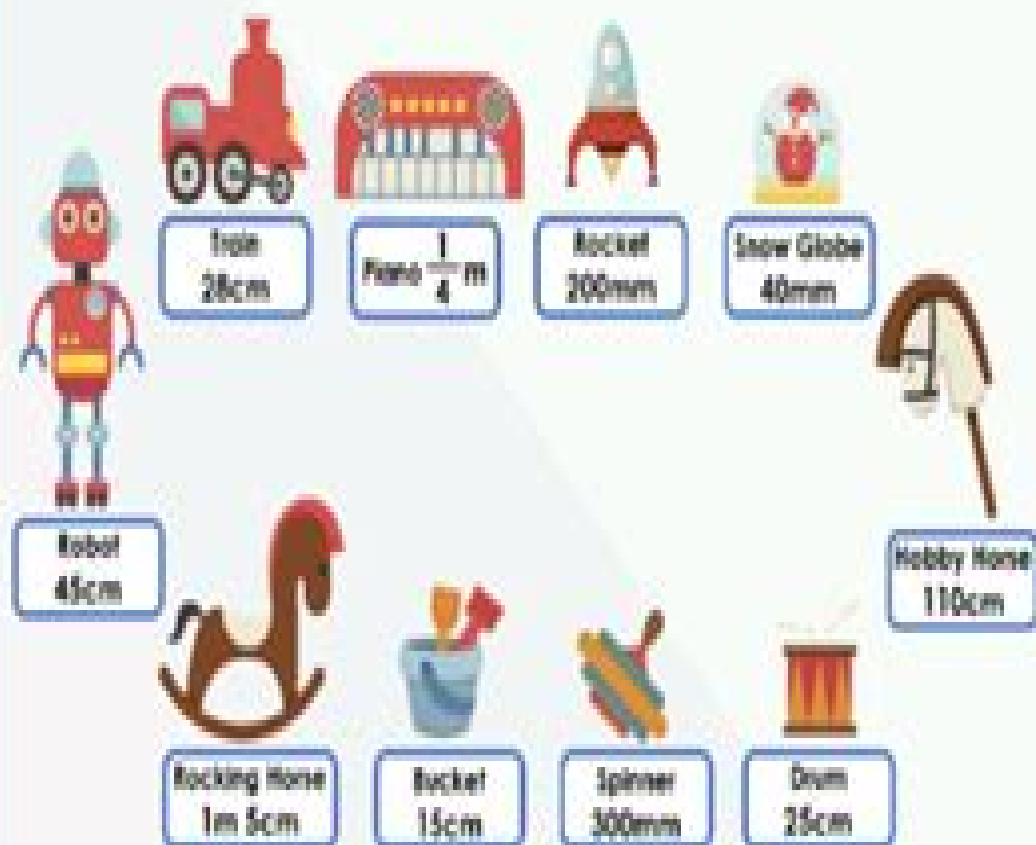 Train
28cm
Piano 1/4 m
Rocket
200mm
Snow Globe
40mm
Robot
45cm
Hobby Horse
110cm
Rocking Horse
1m 5cm
Bucket
15cm
Spinner
300mm
Drum
25cm